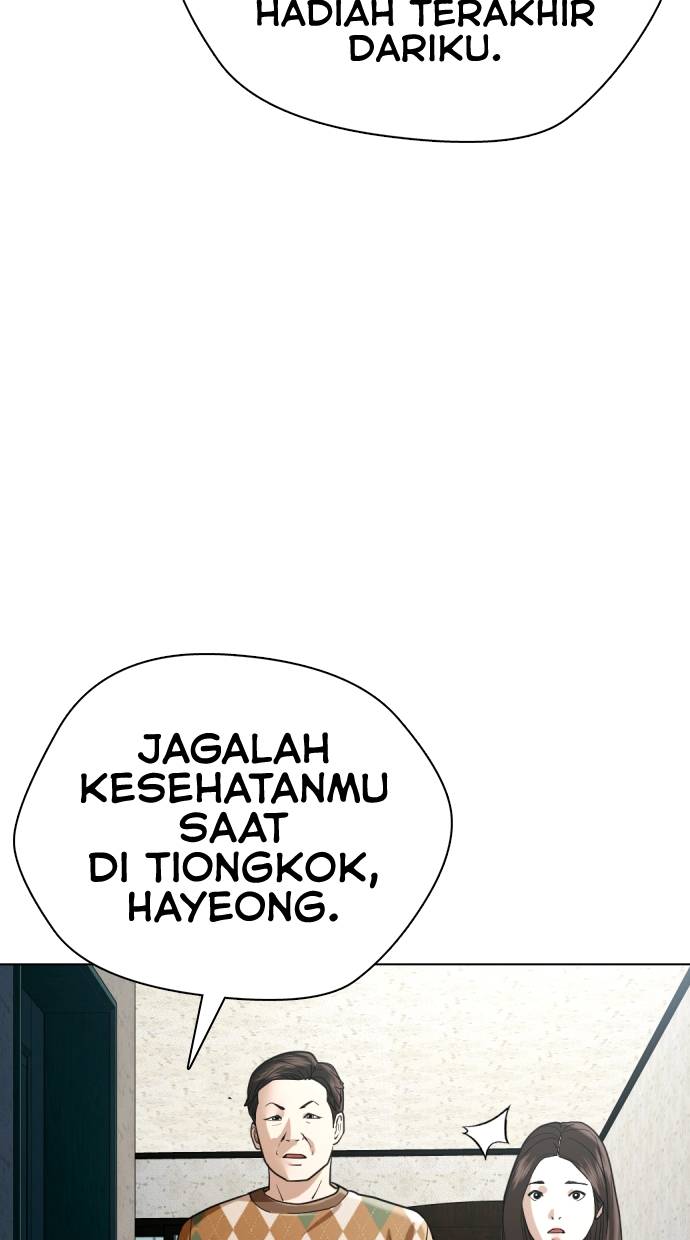 HADIAH TERAKHIR
DARIKU.
JAGALAH
KESEHATANMU
SAAT
DI TIONGKOK,
HAYEONG.